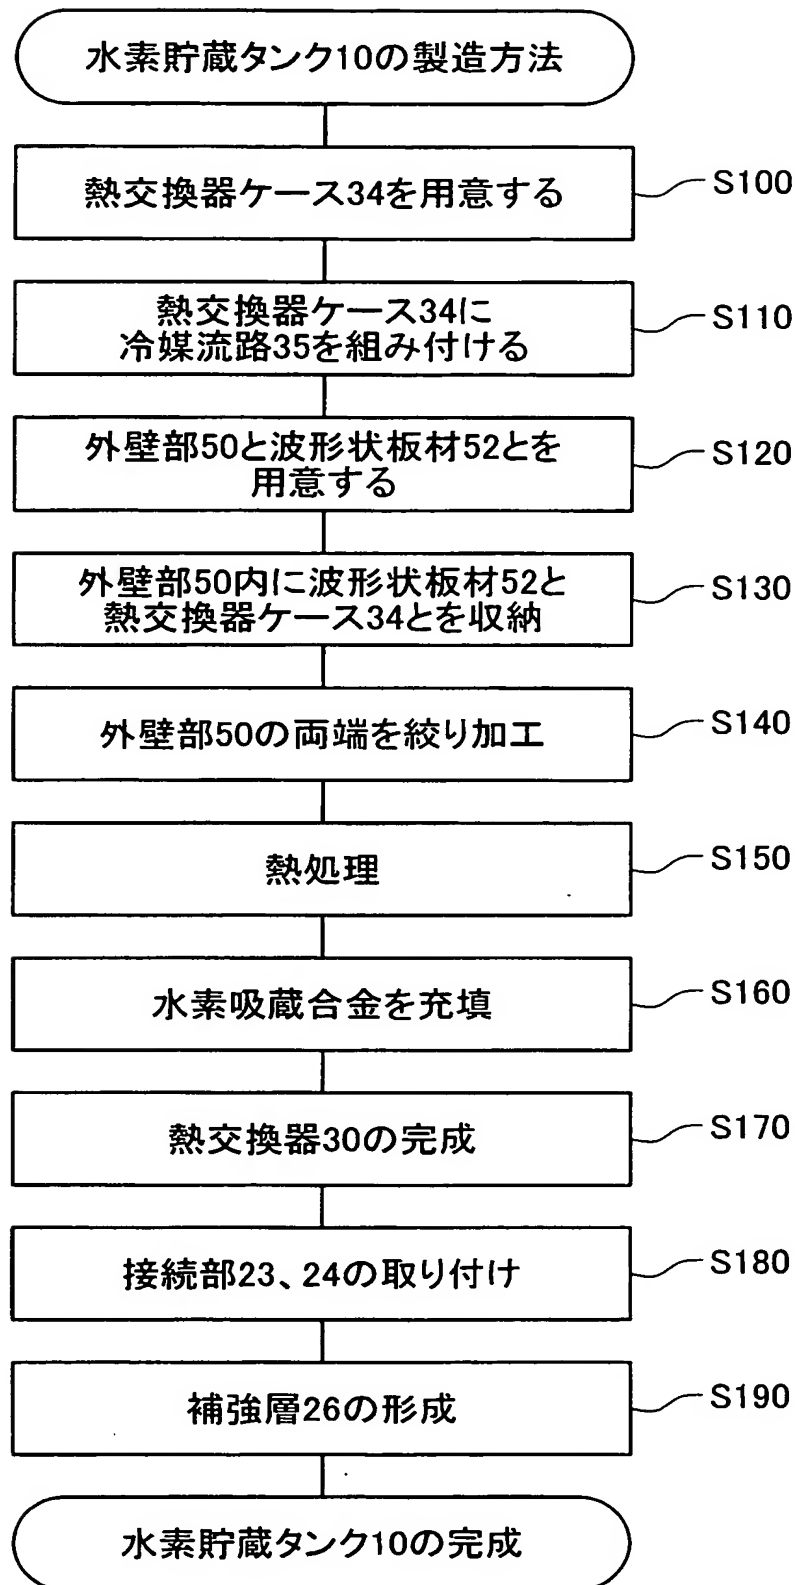 水素貯蔵タンク10の製造方法
熱交換器ケース34を用意する
S100
熱交換器ケース34に
冷媒流路35を組み付ける
S110
外壁部50と波形状板材52とを
用意する
S120
外壁部50内に波形状板材52と
熱交換器ケース34とを収納
S130
外壁部50の両端を絞り加工
S140
熱処理
S150
水素吸蔵合金を充填
S160
熱交換器30の完成
S170
接続部23、24の取り付け
S180
補強層26の形成
S190
水素貯蔵タンク10の完成